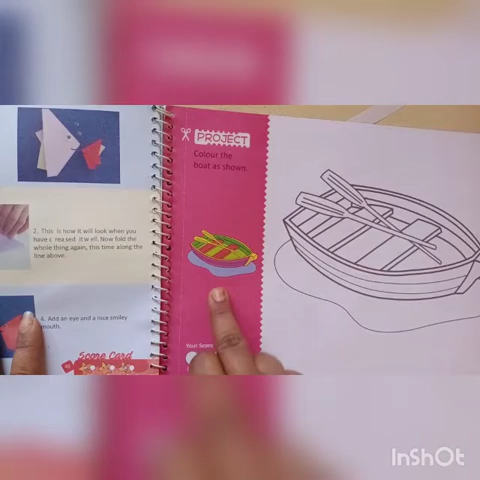 2. This is how it will look when you
have c reased it w ell. Now fold the
whole thing again, this time along the
line above.
4. Add an eye and a nice smiley
mouth.
Score Card
PROJECT
Colour the
boat as shown.
Your Score
InShOt